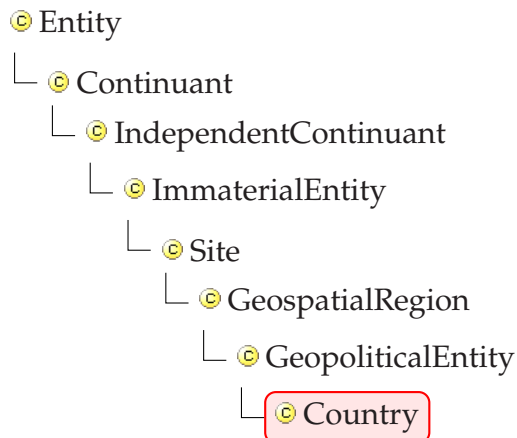 Entity
Continuant
IndependentContinuant
ImmaterialEntity
Site
GeospatialRegion
GeopoliticalEntity
Country